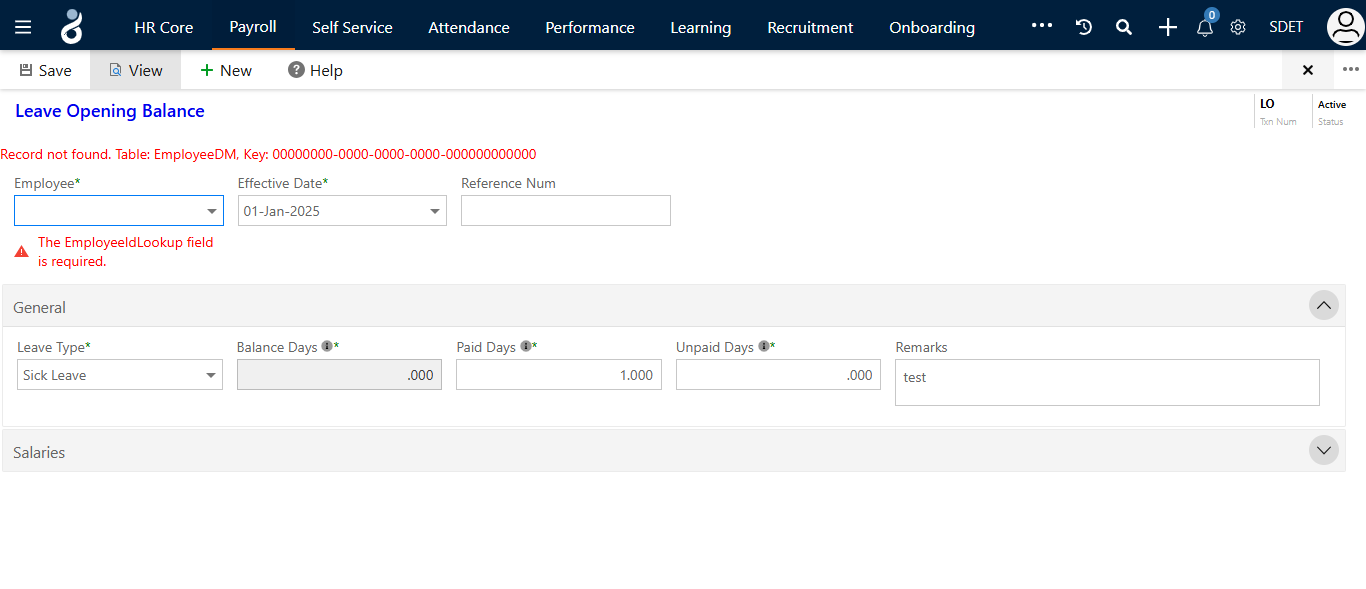 HR Core Payroll Self Service Attendance Performance Learning Recruitment Onboarding ••• 0 SDET
Save View + New ? Help × •••
Leave Opening Balance
LO Active
Txn Num Status
Record not found. Table: EmployeeDM, Key: 00000000-0000-0000-0000-000000000000
Employee* Effective Date* Reference Num
01-Jan-2025
The EmployeeIdLookup field
is required.
General
Leave Type* Balance Days * Paid Days * Unpaid Days * Remarks
Sick Leave .000 1.000 .000 test
Salaries